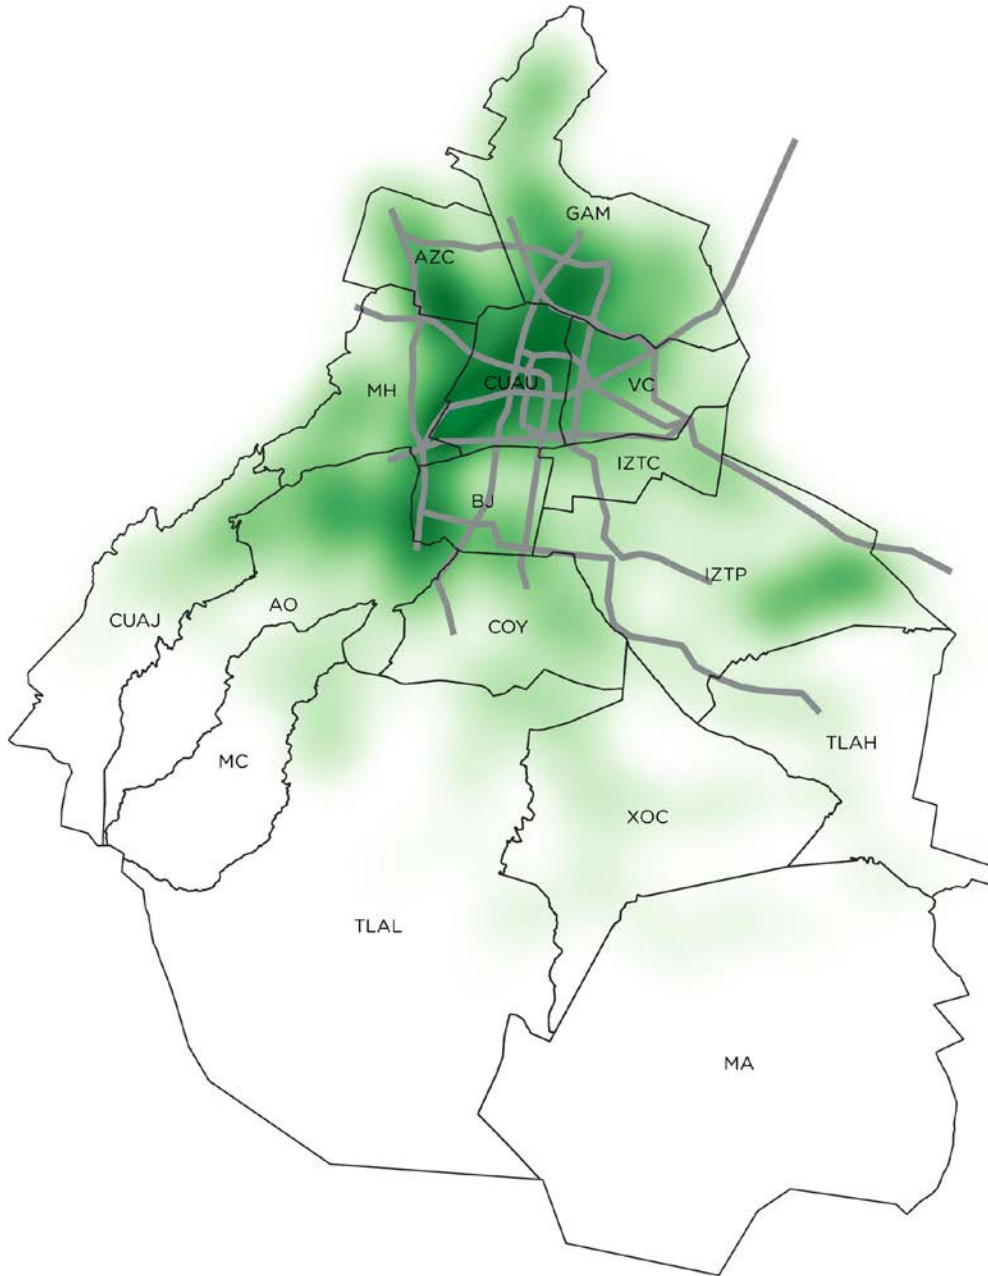 GAM
AZC
CUAU
VC
MH
IZTC
BJ
IZTP
AO
CUAJ
COY
TLAH
MC
XOC
TLAL
MA